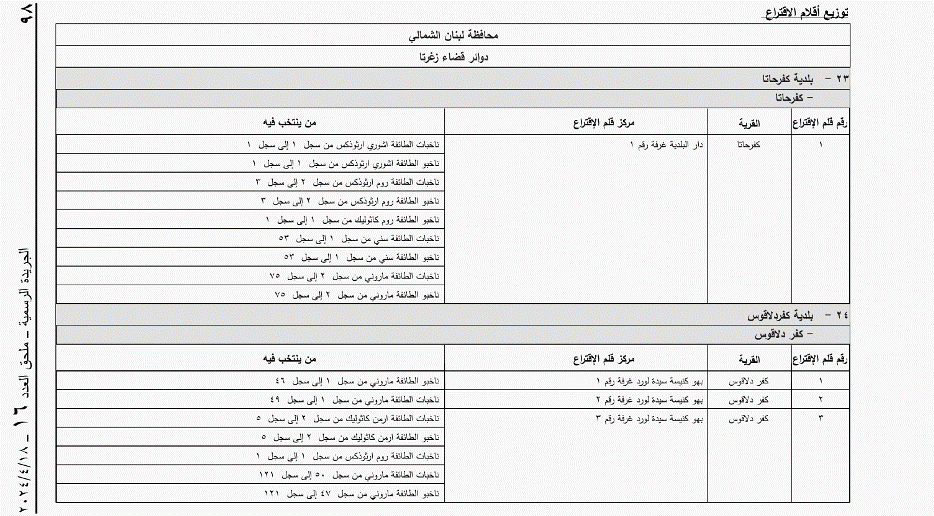 توزيع أقلام الاقتراع
محافظة لبنان الشمالي
دوائر قضاء زغرتا
٢٣ - بلدية كفرحاتا
- كفرحاتا
رقم قلم الإقتراع القرية مركز قلم الإقتراع من ينتخب فيه
١ كفرحاتا دار البلدية غرفة رقم ١ ناخبات الطائفة اشوري ارثوذكس من سجل ١ إلى سجل ١
ناخبو الطائفة اشوري ارثوذكس من سجل ١ إلى سجل ١
ناخبات الطائفة روم ارثوذكس من سجل ٢ إلى سجل ٣
ناخبو الطائفة روم ارثوذكس من سجل ٢ إلى سجل ٣
ناخبو الطائفة روم كاثوليك من سجل ١ إلى سجل ١
ناخبات الطائفة سني من سجل ١ إلى سجل ٥٣
ناخبو الطائفة سني من سجل ١ إلى سجل ٥٣
ناخبات الطائفة ماروني من سجل ٢ إلى سجل ٧٥
ناخبو الطائفة ماروني من سجل ٢ إلى سجل ٧٥
٢٤ - بلدية كفردلاقوس
- كفر دلاقوس
رقم قلم الإقتراع القرية مركز قلم الإقتراع من ينتخب فيه
١ كفر دلاقوس بهو كنيسة سيدة لورد غرفة رقم ١ ناخبو الطائفة ماروني من سجل ١ إلى سجل ٤٦
٢ كفر دلاقوس بهو كنيسة سيدة لورد غرفة رقم ٢ ناخبات الطائفة ماروني من سجل ١ إلى سجل ٤٩
٣ كفر دلاقوس بهو كنيسة سيدة لورد غرفة رقم ٣ ناخبات الطائفة ارمن كاثوليك من سجل ٢ إلى سجل ٥
ناخبو الطائفة ارمن كاثوليك من سجل ٢ إلى سجل ٥
ناخبات الطائفة روم ارثوذكس من سجل ١ إلى سجل ١
ناخبات الطائفة ماروني من سجل ٥٠ إلى سجل ١٢١
ناخبو الطائفة ماروني من سجل ٤٧ إلى سجل ١٢١
٩٨
الجريدة الرسمية – ملحق العدد ١٦ – ٢٠٢٤/٤/١٨